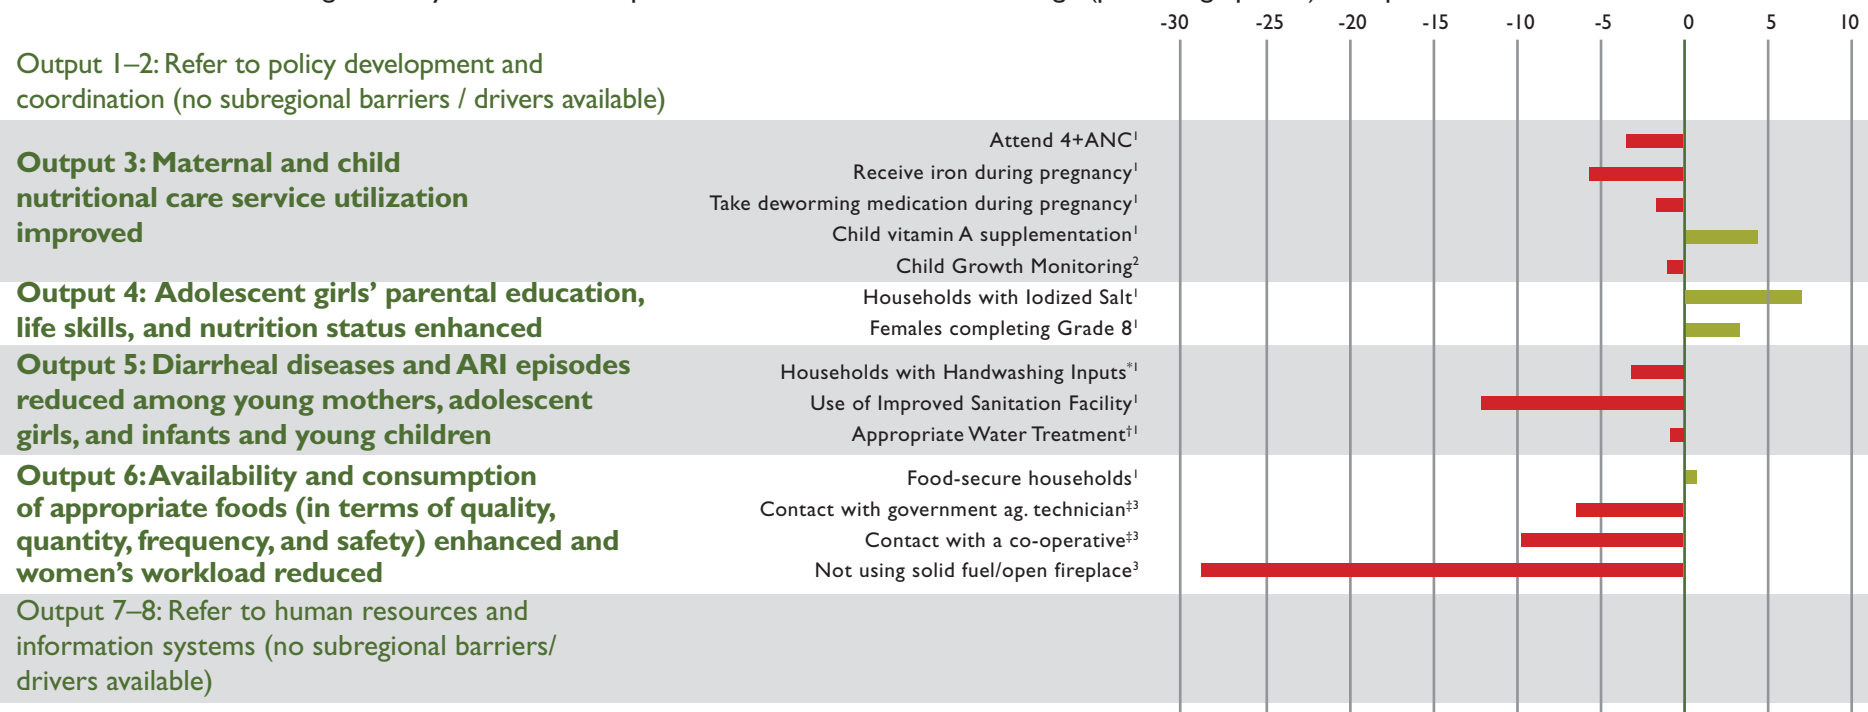 -30 -25 -20 -15 -10 -5 0 5 10
Output 1–2: Refer to policy development and
coordination (no subregional barriers / drivers available)
Output 3: Maternal and child
nutritional care service utilization
improved
Attend 4+ANC¹
Receive iron during pregnancy¹
Take deworming medication during pregnancy¹
Child vitamin A supplementation¹
Child Growth Monitoring²
Output 4: Adolescent girls’ parental education,
life skills, and nutrition status enhanced
Households with Iodized Salt¹
Females completing Grade 8¹
Output 5: Diarrheal diseases and ARI episodes
reduced among young mothers, adolescent
girls, and infants and young children
Households with Handwashing Inputs*¹
Use of Improved Sanitation Facility¹
Appropriate Water Treatment†¹
Output 6: Availability and consumption
of appropriate foods (in terms of quality,
quantity, frequency, and safety) enhanced and
women’s workload reduced
Food-secure households¹
Contact with government ag. technician‡³
Contact with a co-operative‡³
Not using solid fuel/open fireplace³
Output 7–8: Refer to human resources and
information systems (no subregional barriers/
drivers available)